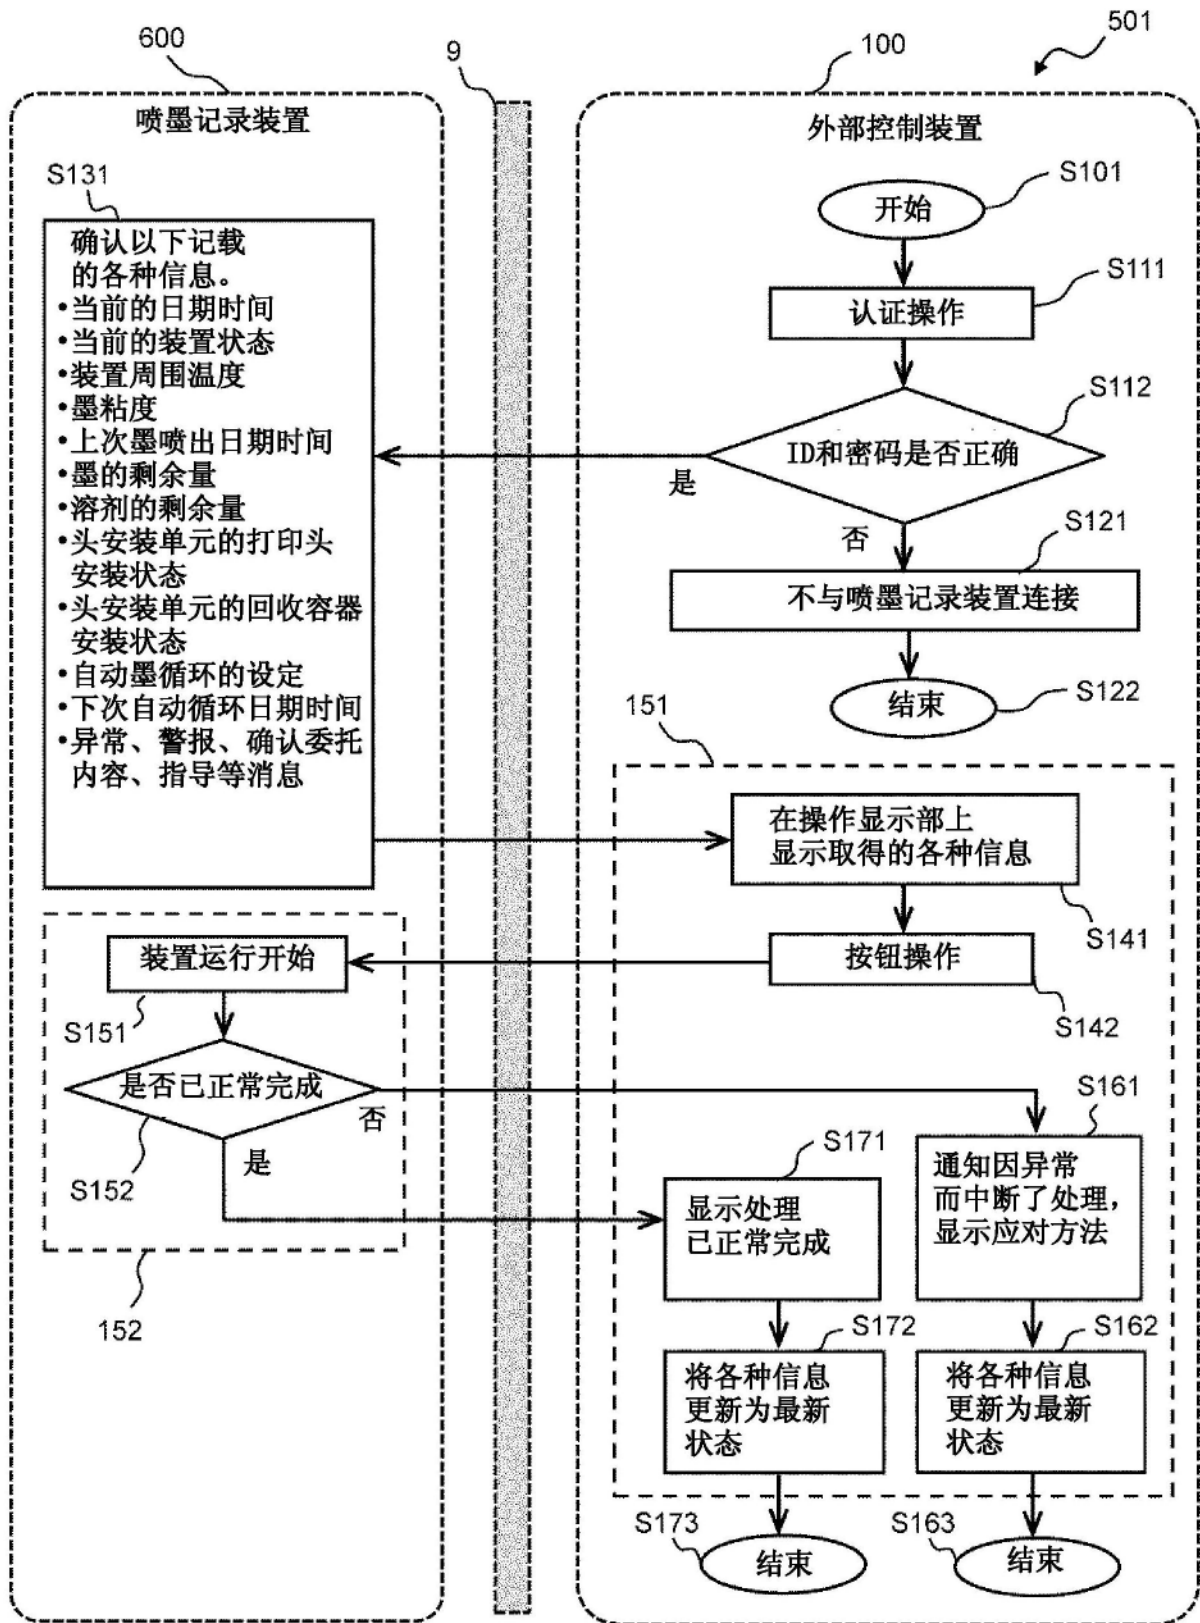 600
9
100
501
喷墨记录装置
S131
确认以下记载
的各种信息。
•当前的日期时间
•当前的装置状态
•装置周围温度
•墨粘度
•上次墨喷出日期时间
•墨的剩余量
•溶剂的剩余量
•头安装单元的打印头
安装状态
•头安装单元的回收容器
安装状态
•自动墨循环的设定
•下次自动循环日期时间
•异常、警报、确认委托
内容、指导等消息
装置运行开始
S151
是否已正常完成
否
是
S152
152
外部控制装置
开始
S101
认证操作
S111
S112
ID和密码是否正确
是
否
S121
不与喷墨记录装置连接
结束
S122
151
在操作显示部上
显示取得的各种信息
S141
按钮操作
S142
S161
通知因异常
而中断了处理，
显示应对方法
S171
显示处理
已正常完成
S172
将各种信息
更新为最新
状态
S162
将各种信息
更新为最新
状态
S173
结束
S163
结束